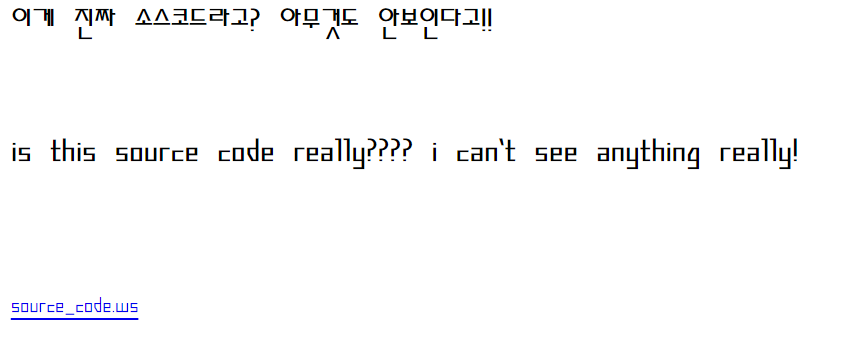 이게 진짜 소스코드라고? 아무것도 안보인다고!!
is this source code really???? i can't see anything really!
source_code.ws